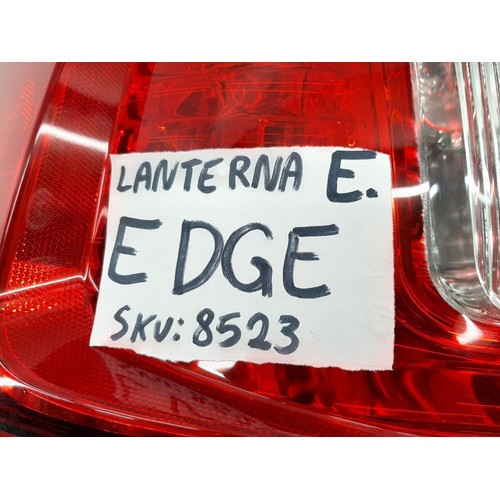 LANTERNA E.
EDGE
SKU: 8523